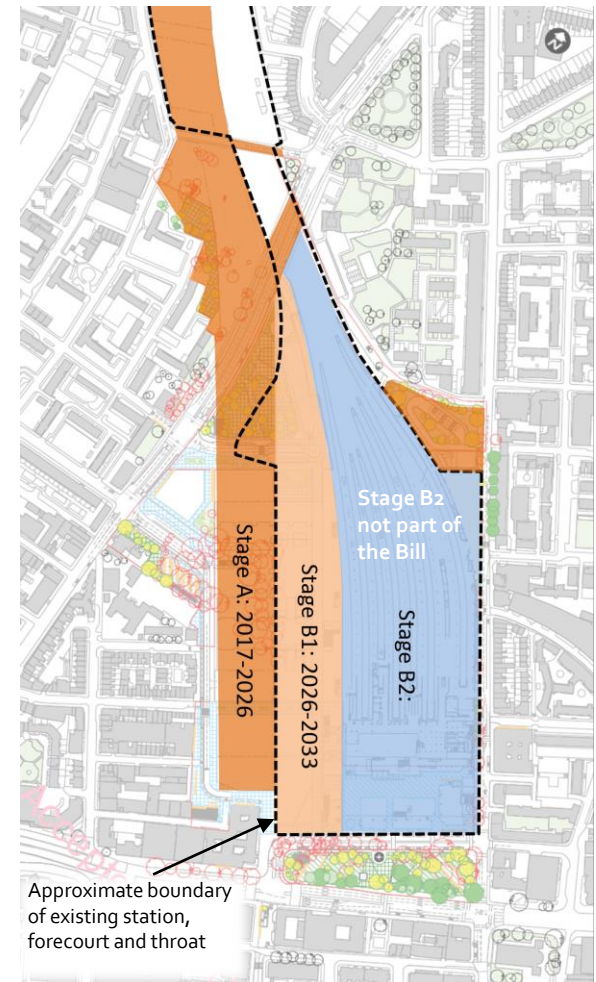 N
Stage B2
not part of
the Bill
Stage A: 2017-2026
Stage B1: 2026-2033
Stage B2:
Approximate boundary
of existing station,
forecourt and throat